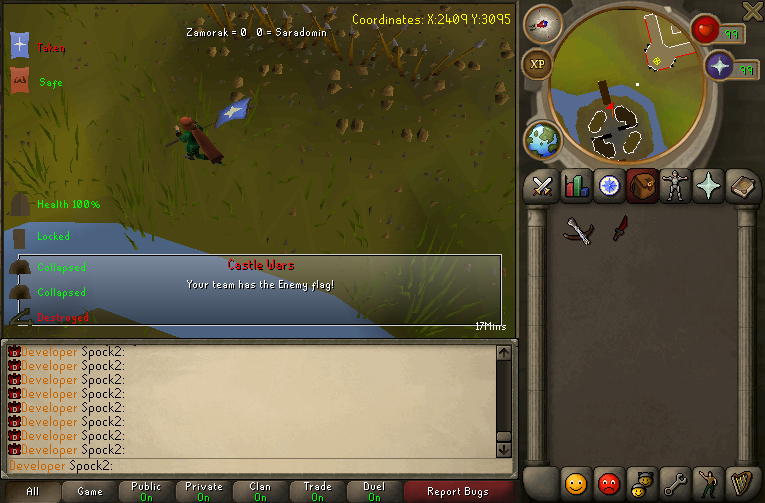 Coordinates: X:2409 Y:3095
Zamorak = 0 0 = Saradomin
Taken
Safe
99
XP
99
Health 100%
Locked
Collapsed
Collapsed
Destroyed
Castle Wars
Your team has the Enemy flag!
17Mins
Developer Spock2:
Developer Spock2:
Developer Spock2:
Developer Spock2:
Developer Spock2:
Developer Spock2:
Developer Spock2:
Developer Spock2:
Developer Spock2:
All
Game
Public
On
Private
On
Clan
On
Trade
On
Duel
On
Report Bugs